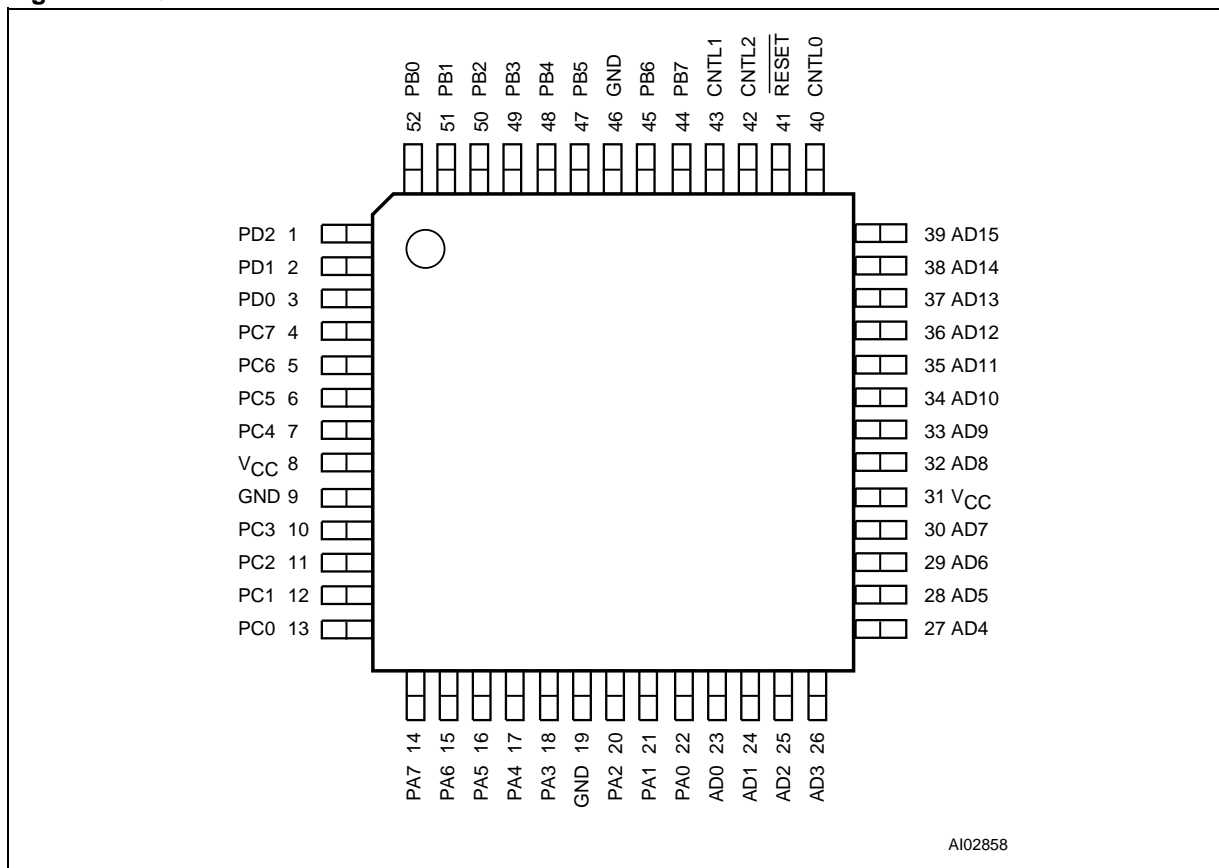 52 PB0
51 PB1
50 PB2
49 PB3
48 PB4
47 PB5
46 GND
45 PB6
44 PB7
43 CNTL1
42 CNTL2
41 RESET
40 CNTL0
PD2 1
PD1 2
PD0 3
PC7 4
PC6 5
PC5 6
PC4 7
VCC 8
GND 9
PC3 10
PC2 11
PC1 12
PC0 13
39 AD15
38 AD14
37 AD13
36 AD12
35 AD11
34 AD10
33 AD9
32 AD8
31 VCC
30 AD7
29 AD6
28 AD5
27 AD4
PA7 14
PA6 15
PA5 16
PA4 17
PA3 18
GND 19
PA2 20
PA1 21
PA0 22
AD0 23
AD1 24
AD2 25
AD3 26
AI02858